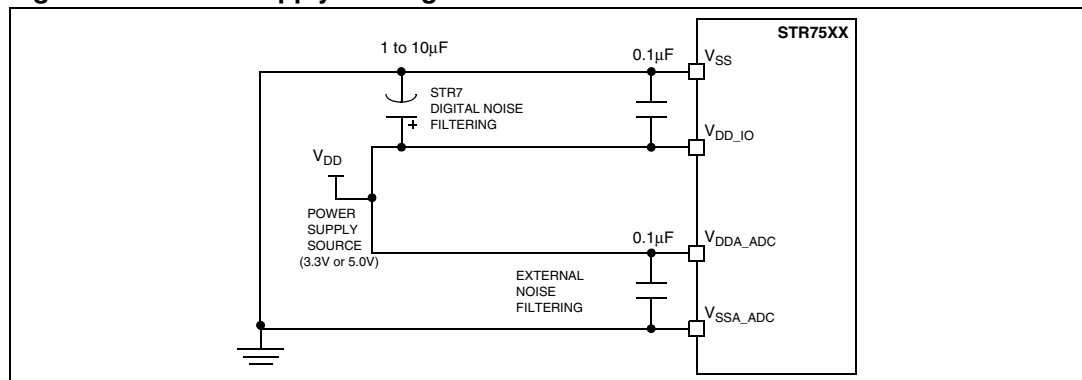 STR75XX
1 to 10μF
0.1μF
VSS
STR7
DIGITAL NOISE
FILTERING
+
VDD_IO
VDD
POWER
SUPPLY
SOURCE
(3.3V or 5.0V)
0.1μF
VDDA_ADC
EXTERNAL
NOISE
FILTERING
VSSA_ADC